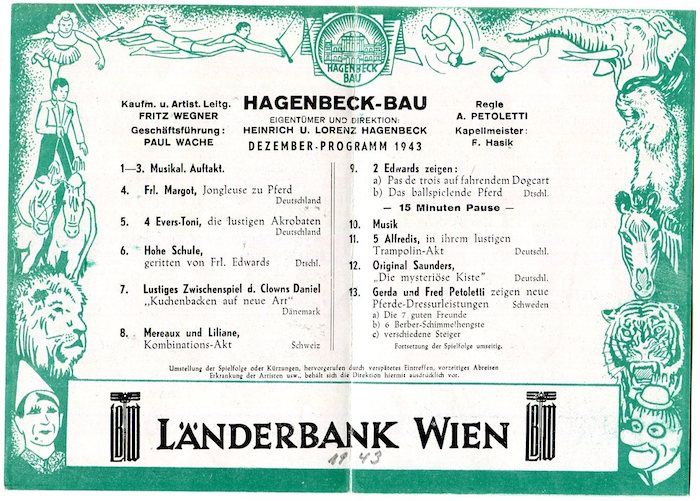 HAGENBECK
BAU
Kaufm. u. Artist. Leitg.
FRITZ WEGNER
Geschäftsführung:
PAUL WACHE
HAGENBECK-BAU
EIGENTÜMER UND DIREKTION:
HEINRICH U. LORENZ HAGENBECK
DEZEMBER-PROGRAMM 1943
Regie
A. PETOLETTI
Kapellmeister:
F. Hasik
1—3. Musikal. Auftakt.
4. Frl. Margot, Jongleuse zu Pferd
Deutschland
5. 4 Evers-Toni, die lustigen Akrobaten
Deutschland
6. Hohe Schule,
geritten von Frl. Edwards Dtschl.
7. Lustiges Zwischenspiel d. Clowns Daniel
„Kuchenbacken auf neue Art"
Dänemark
8. Mereaux und Liliane,
Kombinations-Akt Schweiz
9. 2 Edwards zeigen:
a) Pas de trois auf fahrendem Dogcart
b) Das ballspielende Pferd Dtschl.
— 15 Minuten Pause —
10. Musik
11. 5 Alfredis, in ihrem lustigen
Trampolin-Akt Deutschl.
12. Original Saunders,
„Die mysteriöse Kiste" Deutschl.
13. Gerda und Fred Petoletti zeigen neue
Pferde-Dressurleistungen Schweden
a) Die 7 guten Freunde
b) 6 Berber-Schimmelhengste
c) verschiedene Steiger
Fortsetzung der Spielfolge umseitig.
Umstellung der Spielfolge oder Kürzungen, hervorgerufen durch verspätetes Eintreffen, vorzeitiges Abreisen
Erkrankung der Artisten usw., behält sich die Direktion hiermit ausdrücklich vor.
LÄNDERBANK WIEN
1943